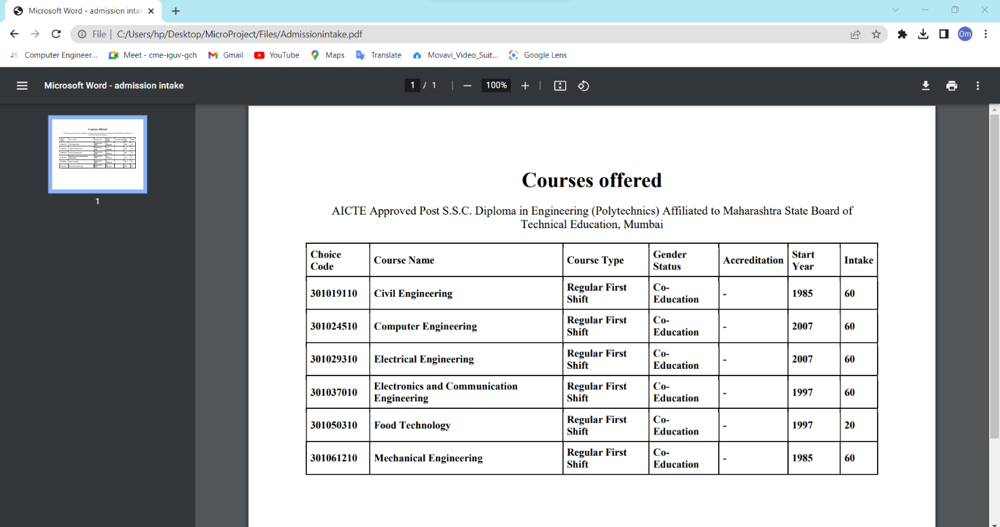 Microsoft Word - admission inta
File | C:/Users/hp/Desktop/MicroProject/Files/Admissionintake.pdf
Om
Computer Engineer... Meet - cme-iguv-gch Gmail YouTube Maps Translate Movavi_Video_Suit... Google Lens
Microsoft Word - admission intake 1 / 1 100%
1
Courses offered
AICTE Approved Post S.S.C. Diploma in Engineering (Polytechnics) Affiliated to Maharashtra State Board of
Technical Education, Mumbai
Choice Code Course Name Course Type Gender Status Accreditation Start Year Intake
301019110 Civil Engineering Regular First Shift Co-Education - 1985 60
301024510 Computer Engineering Regular First Shift Co-Education - 2007 60
301029310 Electrical Engineering Regular First Shift Co-Education - 2007 60
301037010 Electronics and Communication Engineering Regular First Shift Co-Education - 1997 60
301050310 Food Technology Regular First Shift Co-Education - 1997 20
301061210 Mechanical Engineering Regular First Shift Co-Education - 1985 60